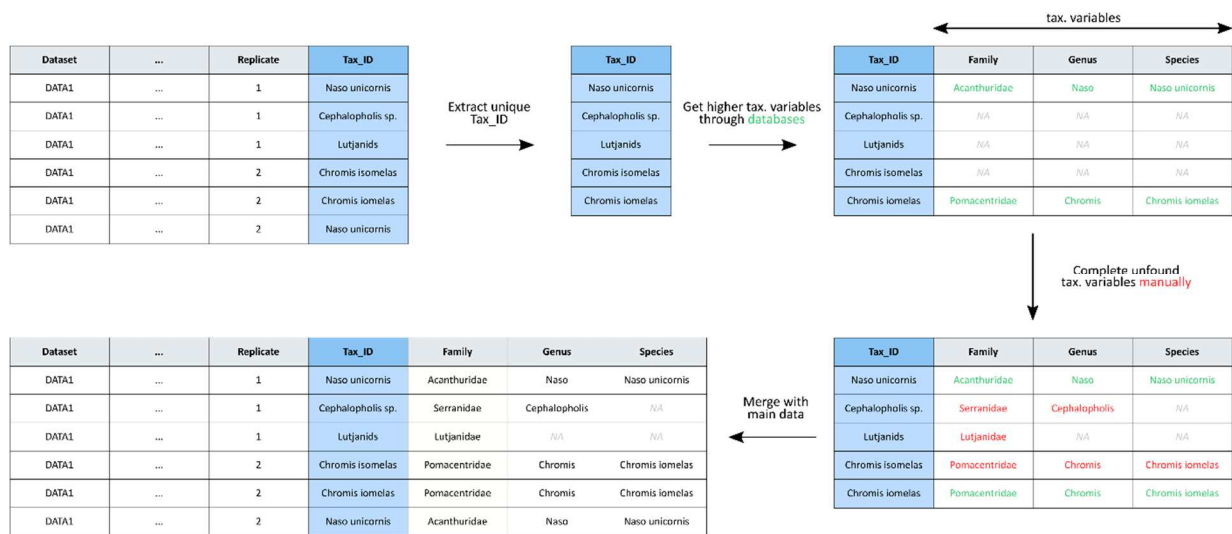 tax. variables
Dataset ... Replicate Tax_ID
DATA1 ... 1 Naso unicornis
DATA1 ... 1 Cephalopholis sp.
DATA1 ... 1 Lutjanids
DATA1 ... 2 Chromis isomelas
DATA1 ... 2 Chromis iomelas
DATA1 ... 2 Naso unicornis
Extract unique
Tax_ID
Tax_ID
Naso unicornis
Cephalopholis sp.
Lutjanids
Chromis isomelas
Chromis iomelas
Get higher tax. variables
through databases
Tax_ID Family Genus Species
Naso unicornis Acanthuridae Naso Naso unicornis
Cephalopholis sp. NA NA NA
Lutjanids NA NA NA
Chromis isomelas NA NA NA
Chromis iomelas Pomacentridae Chromis Chromis iomelas
Complete unfound
tax. variables manually
Tax_ID Family Genus Species
Naso unicornis Acanthuridae Naso Naso unicornis
Cephalopholis sp. Serranidae Cephalopholis NA
Lutjanids Lutjanidae NA NA
Chromis isomelas Pomacentridae Chromis Chromis iomelas
Chromis iomelas Pomacentridae Chromis Chromis iomelas
Merge with
main data
Dataset ... Replicate Tax_ID Family Genus Species
DATA1 ... 1 Naso unicornis Acanthuridae Naso Naso unicornis
DATA1 ... 1 Cephalopholis sp. Serranidae Cephalopholis NA
DATA1 ... 1 Lutjanids Lutjanidae NA NA
DATA1 ... 2 Chromis isomelas Pomacentridae Chromis Chromis iomelas
DATA1 ... 2 Chromis iomelas Pomacentridae Chromis Chromis iomelas
DATA1 ... 2 Naso unicornis Acanthuridae Naso Naso unicornis